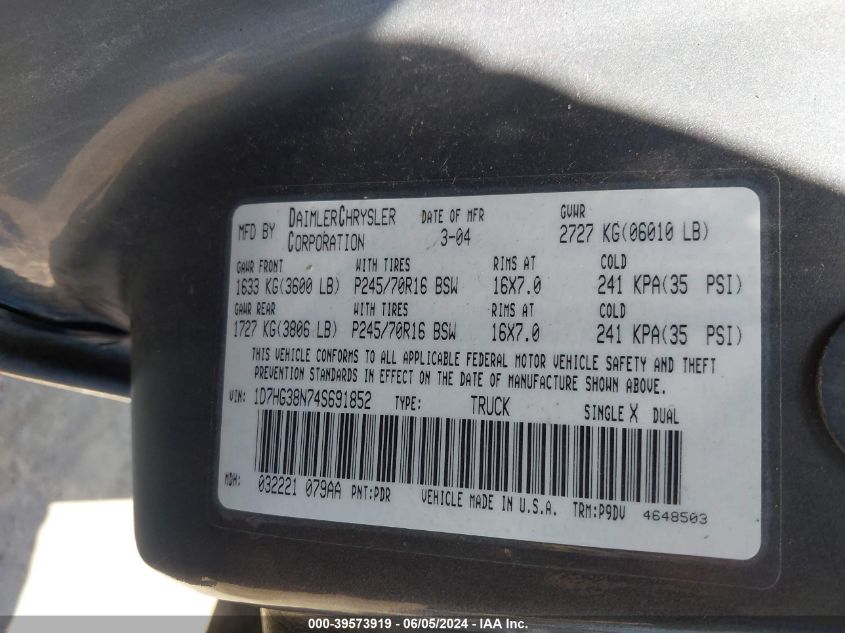 MFD BY DAIMLERCHRYSLER CORPORATION DATE OF MFR 3-04 GVWR 2727 KG(06010 LB)
GAWR FRONT WITH TIRES RIMS AT COLD
1633 KG(3600 LB) P245/70R16 BSW 16X7.0 241 KPA(35 PSI)
GAWR REAR WITH TIRES RIMS AT COLD
1727 KG(3806 LB) P245/70R16 BSW 16X7.0 241 KPA(35 PSI)
THIS VEHICLE CONFORMS TO ALL APPLICABLE FEDERAL MOTOR VEHICLE SAFETY AND THEFT
PREVENTION STANDARDS IN EFFECT ON THE DATE OF MANUFACTURE SHOWN ABOVE.
VIN: 1D7HG38N74S691852 TYPE: TRUCK SINGLE X DUAL
MDH: 032221 079AA PNT:PDR VEHICLE MADE IN U.S.A. TRM:P9DV 4648503
000-39573919 - 06/05/2024 - IAA Inc.